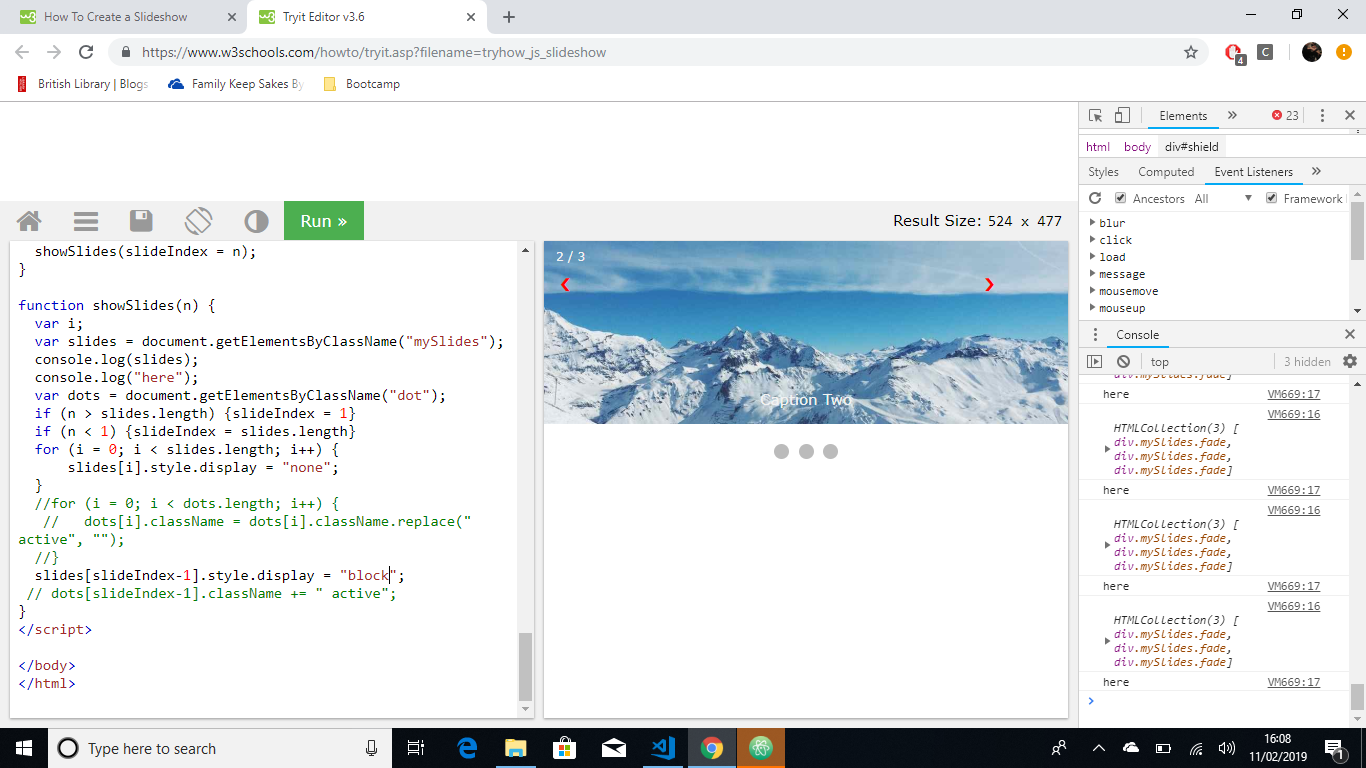 How To Create a Slideshow
Tryit Editor v3.6
https://www.w3schools.com/howto/tryit.asp?filename=tryhow_js_slideshow
4
C
British Library | Blogs
Family Keep Sakes By
Bootcamp
Run »
Result Size: 524 x 477
showSlides(slideIndex = n);
}
function showSlides(n) {
var i;
var slides = document.getElementsByClassName("mySlides");
console.log(slides);
console.log("here");
var dots = document.getElementsByClassName("dot");
if (n > slides.length) {slideIndex = 1}
if (n < 1) {slideIndex = slides.length}
for (i = 0; i < slides.length; i++) {
slides[i].style.display = "none";
}
//for (i = 0; i < dots.length; i++) {
// dots[i].className = dots[i].className.replace("
active", "");
//}
slides[slideIndex-1].style.display = "block";
// dots[slideIndex-1].className += " active";
}
</script>
</body>
</html>
2 / 3
❮ ❯
Caption Two
Elements » 23
html body div#shield
Styles Computed Event Listeners »
Ancestors All Framework
blur
click
load
message
mousemove
mouseup
Console
top 3 hidden
div.mySlides.fade]
here VM669:17
VM669:16
HTMLCollection(3) [
div.mySlides.fade,
div.mySlides.fade,
div.mySlides.fade]
here VM669:17
VM669:16
HTMLCollection(3) [
div.mySlides.fade,
div.mySlides.fade,
div.mySlides.fade]
here VM669:17
VM669:16
HTMLCollection(3) [
div.mySlides.fade,
div.mySlides.fade,
div.mySlides.fade]
here VM669:17
>
Type here to search
16:08
11/02/2019
1